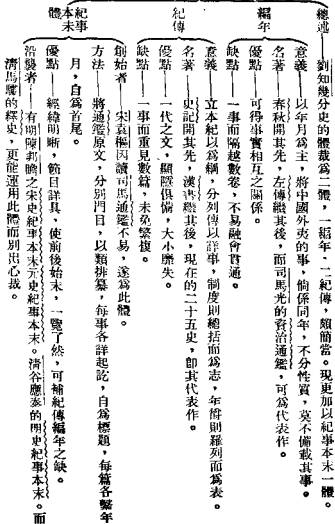 總述——劉知幾分史的體裁爲二體，一編年，二紀傳，頗簡當。現更加以紀事本末一體。
編年
意義——以年月爲主，將中國外夷的事，倘係同年，不分性質，莫不備載其事。
名著——春秋開其先，左傳繼其後，而司馬光的資治通鑑，可爲代表作。
優點——可得事實相互之關係。
缺點——一事而隔越數卷，不易融會貫通。
紀傳
意義——立本紀以爲綱，分列傳以詳事，制度則總括而爲志，年爵則羅列而爲表。
名著——史記開其先，漢書繼其後，現在的二十五史，卽其代表作。
優點——一代之文，顯隱俱備，大小靡失。
缺點——一事而重見數篇，未免繁複。
紀事本末體
創始者——宋袁樞因讀司馬通鑑不易，遂爲此體。
方法——將通鑑原文，分別門目，以類排纂，每事各詳起訖，自爲標題，每篇各繫年
月，自爲首尾。
優點——經緯明晰，節目詳具，使前後始末，一覽了然，可補紀傳編年之缺。
沿襲者——有明陳邦瞻之宋史紀事本末元史紀事本末。清谷應泰的明史紀事本末。而
清馬驌的繹史，更能運用此體而別出心裁。